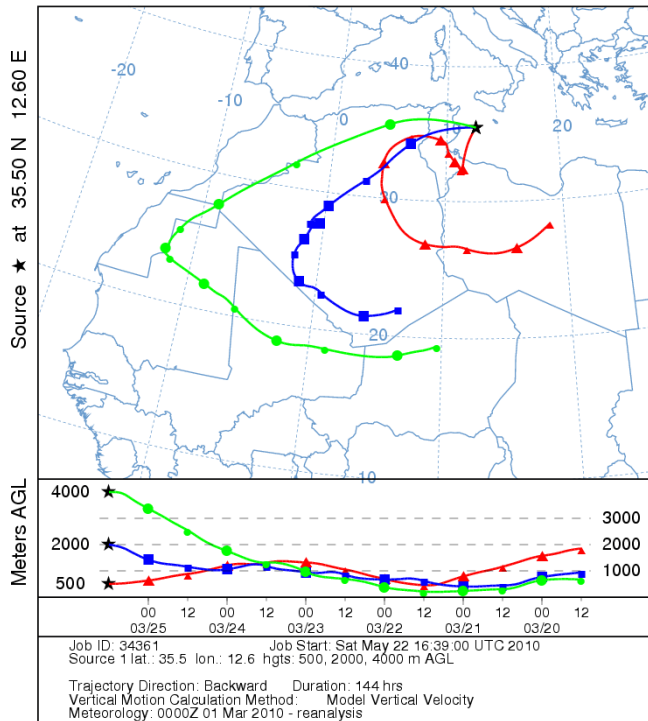 -20
-10
0
40
20
30
20
10
Source ★ at 35.50 N 12.60 E
Meters AGL
4000
3000
2000
2000
1000
500
00 12 00 12 00 12 00 12 00 12 00 12
03/25 03/24 03/23 03/22 03/21 03/20
Job ID: 34361 Job Start: Sat May 22 16:39:00 UTC 2010
Source 1 lat.: 35.5 lon.: 12.6 hgts: 500, 2000, 4000 m AGL
Trajectory Direction: Backward Duration: 144 hrs
Vertical Motion Calculation Method: Model Vertical Velocity
Meteorology: 0000Z 01 Mar 2010 - reanalysis